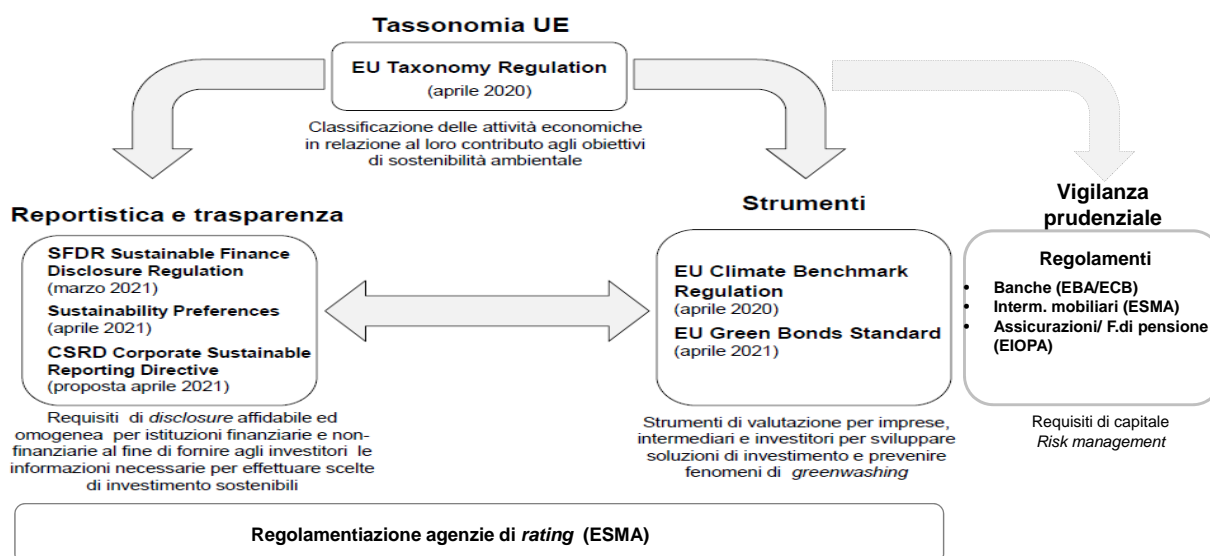 Tassonomia UE
EU Taxonomy Regulation
(aprile 2020)
Classificazione delle attività economiche
in relazione al loro contributo agli obiettivi
di sostenibilità ambientale
Reportistica e trasparenza
SFDR Sustainable Finance
Disclosure Regulation
(marzo 2021)
Sustainability Preferences
(aprile 2021)
CSRD Corporate Sustainable
Reporting Directive
(proposta aprile 2021)
Requisiti di disclosure affidabile ed
omogenea per istituzioni finanziarie e non-
finanziarie al fine di fornire agli investitori le
informazioni necessarie per effettuare scelte
di investimento sostenibili
Strumenti
EU Climate Benchmark
Regulation
(aprile 2020)
EU Green Bonds Standard
(aprile 2021)
Strumenti di valutazione per imprese,
intermediari e investitori per sviluppare
soluzioni di investimento e prevenire
fenomeni di greenwashing
Vigilanza
prudenziale
Regolamenti
• Banche (EBA/ECB)
• Interm. mobiliari (ESMA)
• Assicurazioni/ F.di pensione
(EIOPA)
Requisiti di capitale
Risk management
Regolamentiazione agenzie di rating (ESMA)